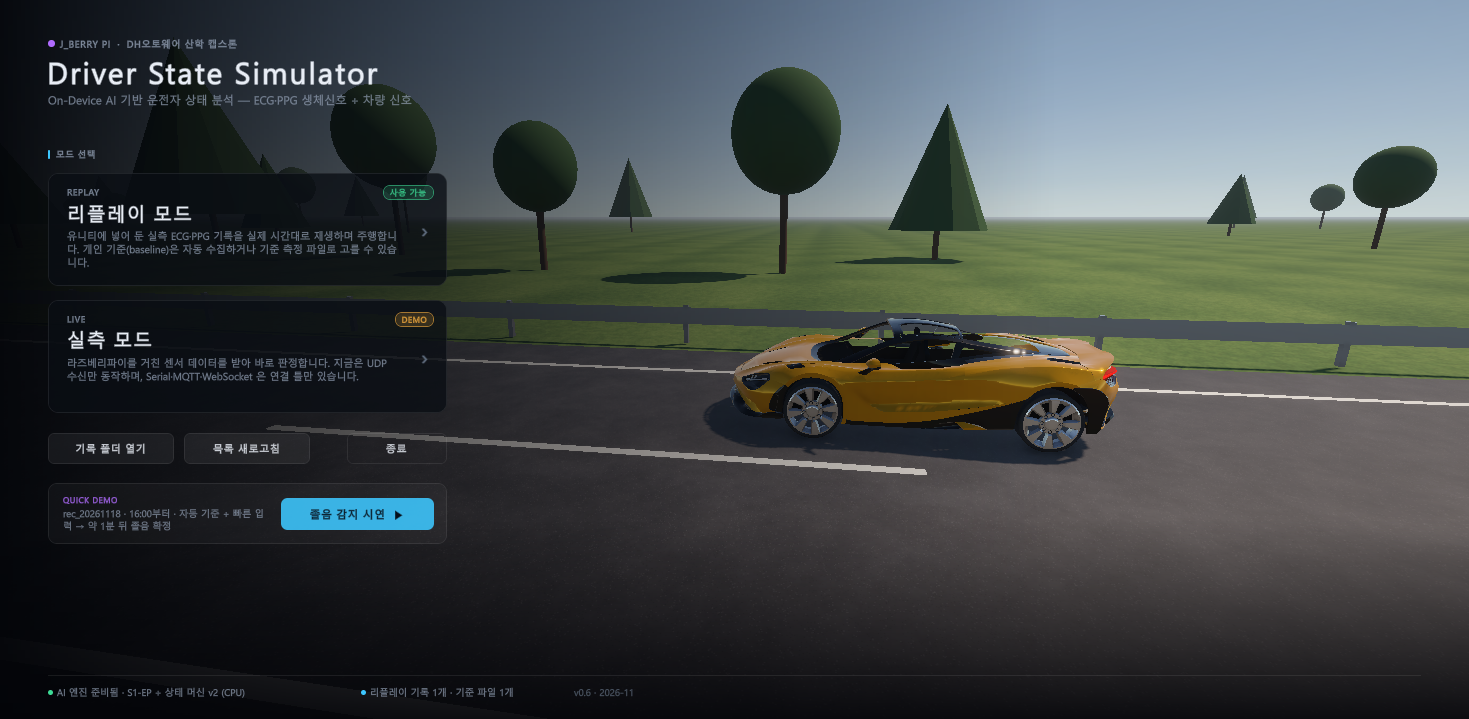 J_BERRY PI · DH오토웨이 산학 캡스톤
Driver State Simulator
On-Device AI 기반 운전자 상태 분석 — ECG·PPG 생체신호 + 차량 신호
모드 선택
REPLAY
사용 가능
리플레이 모드
유니티에 넣어 둔 실측 ECG·PPG 기록을 실제 시간대로 재생하며 주행합니
다. 개인 기준(baseline)은 자동 수집하거나 기준 측정 파일로 고를 수 있습
니다.
LIVE
DEMO
실측 모드
라즈베리파이를 거친 센서 데이터를 받아 바로 판정합니다. 지금은 UDP
수신만 동작하며, Serial·MQTT·WebSocket 은 연결 틀만 있습니다.
기록 폴더 열기
목록 새로고침
종료
QUICK DEMO
rec_20261118 · 16:00부터 · 자동 기준 + 빠른 입
력 → 약 1분 뒤 졸음 확정
졸음 감지 시연 ▶
AI 엔진 준비됨 · S1-EP + 상태 머신 v2 (CPU)
리플레이 기록 1개 · 기준 파일 1개
v0.6 · 2026-11